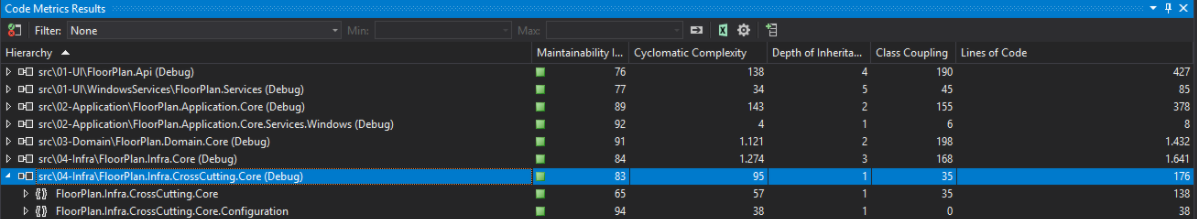 Code Metrics Results
Filter: None Min: Max:
Hierarchy Maintainability I... Cyclomatic Complexity Depth of Inherita... Class Coupling Lines of Code
src\01-UI\FloorPlan.Api (Debug) 76 138 4 190 427
src\01-UI\WindowsServices\FloorPlan.Services (Debug) 77 34 5 45 85
src\02-Application\FloorPlan.Application.Core (Debug) 89 143 2 155 378
src\02-Application\FloorPlan.Application.Core.Services.Windows (Debug) 92 4 1 6 8
src\03-Domain\FloorPlan.Domain.Core (Debug) 91 1.121 2 198 1.432
src\04-Infra\FloorPlan.Infra.Core (Debug) 84 1.274 3 168 1.641
src\04-Infra\FloorPlan.Infra.CrossCutting.Core (Debug) 83 95 1 35 176
FloorPlan.Infra.CrossCutting.Core 65 57 1 35 138
FloorPlan.Infra.CrossCutting.Core.Configuration 94 38 1 0 38